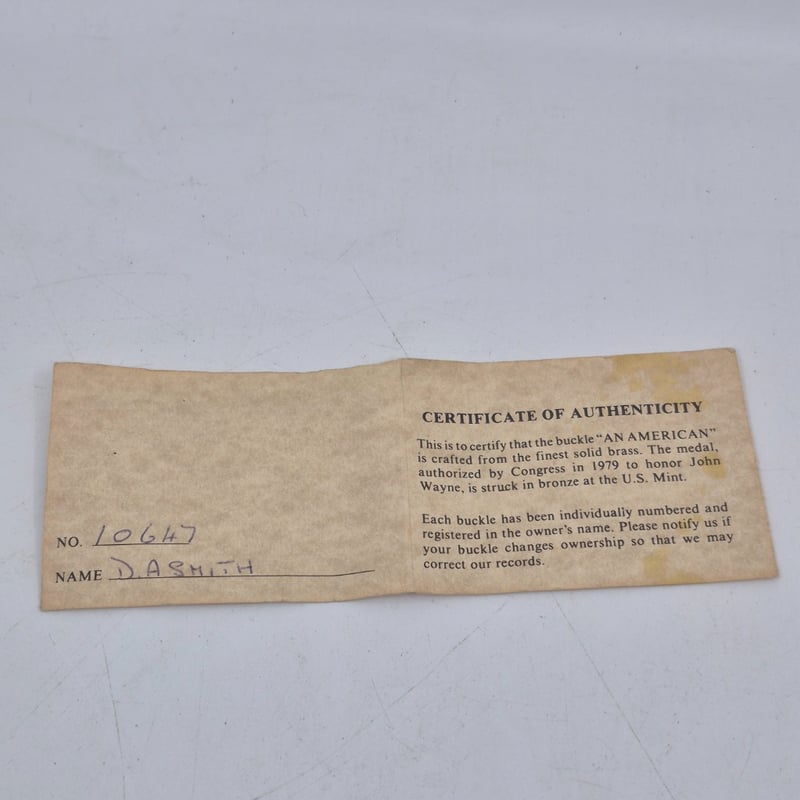 NO. 10647
NAME D.A SMITH
CERTIFICATE OF AUTHENTICITY
This is to certify that the buckle "AN AMERICAN"
is crafted from the finest solid brass. The medal,
authorized by Congress in 1979 to honor John
Wayne, is struck in bronze at the U.S. Mint.
Each buckle has been individually numbered and
registered in the owner's name. Please notify us if
your buckle changes ownership so that we may
correct our records.